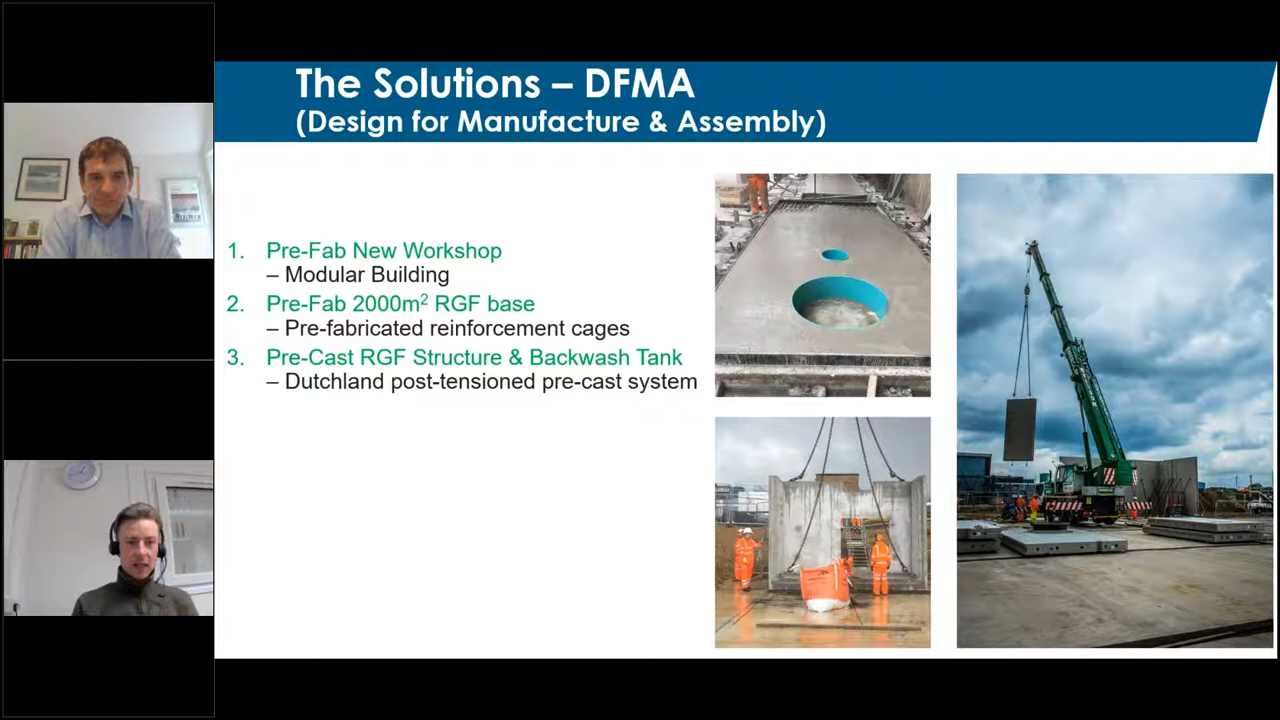 The Solutions – DFMA
(Design for Manufacture & Assembly)
1. Pre-Fab New Workshop
– Modular Building
2. Pre-Fab 2000m² RGF base
– Pre-fabricated reinforcement cages
3. Pre-Cast RGF Structure & Backwash Tank
– Dutchland post-tensioned pre-cast system